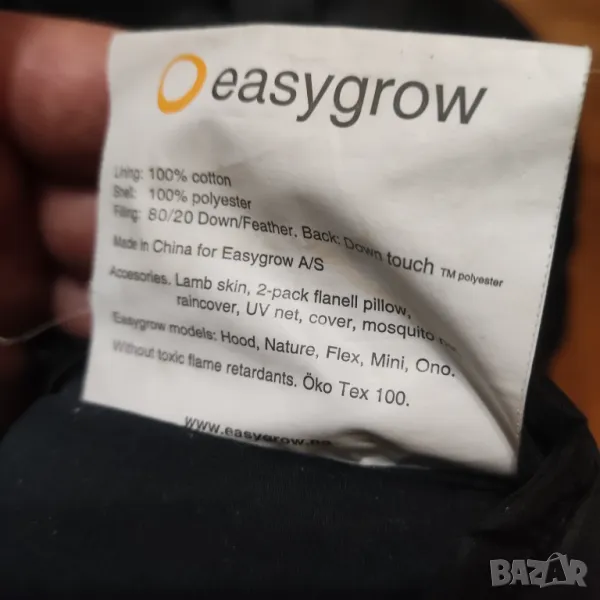 easygrow
Lining: 100% cotton
Shell: 100% polyester
Filling: 80/20 Down/Feather. Back: Down touch TM polyester
Made in China for Easygrow A/S
Accesories. Lamb skin, 2-pack flanell pillow,
raincover, UV net, cover, mosquito
Easygrow models: Hood, Nature, Flex, Mini, Ono.
Without toxic flame retardants. Öko Tex 100.
www.easygrow
BAZAR